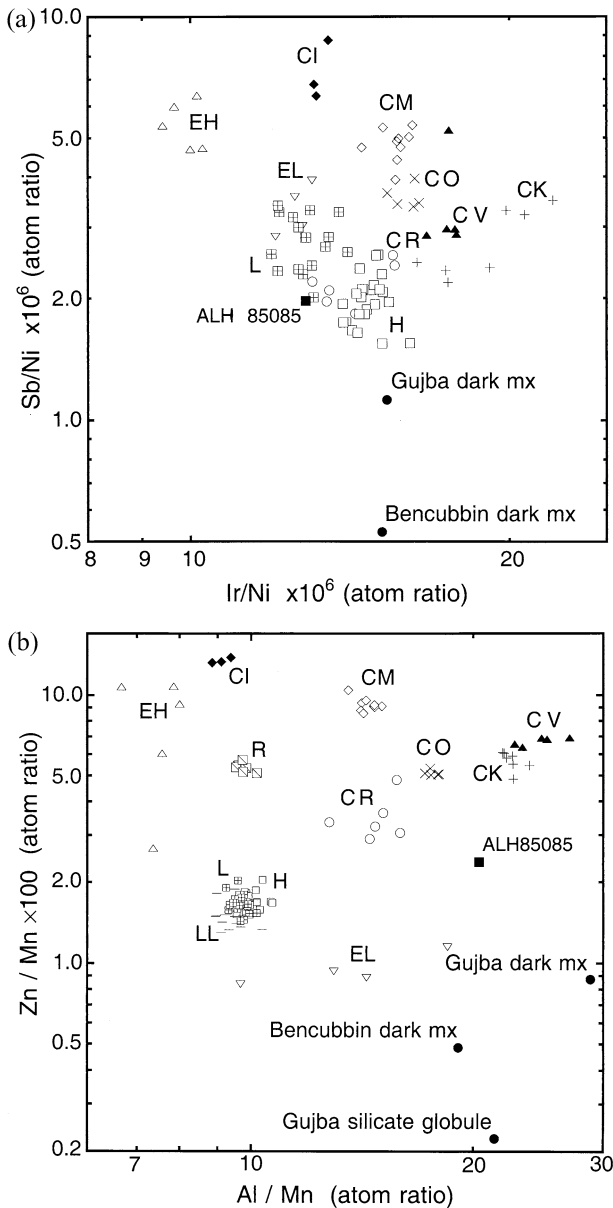 (a)
10.0
CI
CM
EH
5.0
EL
CO
CK
CV
CR
L
2.0
ALH 85085
H
Gujba dark mx
1.0
Bencubbin dark mx
0.5
8 9 10 20
Sb/Ni x10⁶ (atom ratio)
Ir/Ni x10⁶ (atom ratio)
(b)
CI
CM
10.0
EH
CV
R
CO
5.0
CK
CR
ALH85085
L
2.0
H
LL
EL
1.0
Gujba dark mx
Bencubbin dark mx
0.5
Gujba silicate globule
0.2
7 10 20 30
Zn / Mn ×100 (atom ratio)
Al / Mn (atom ratio)